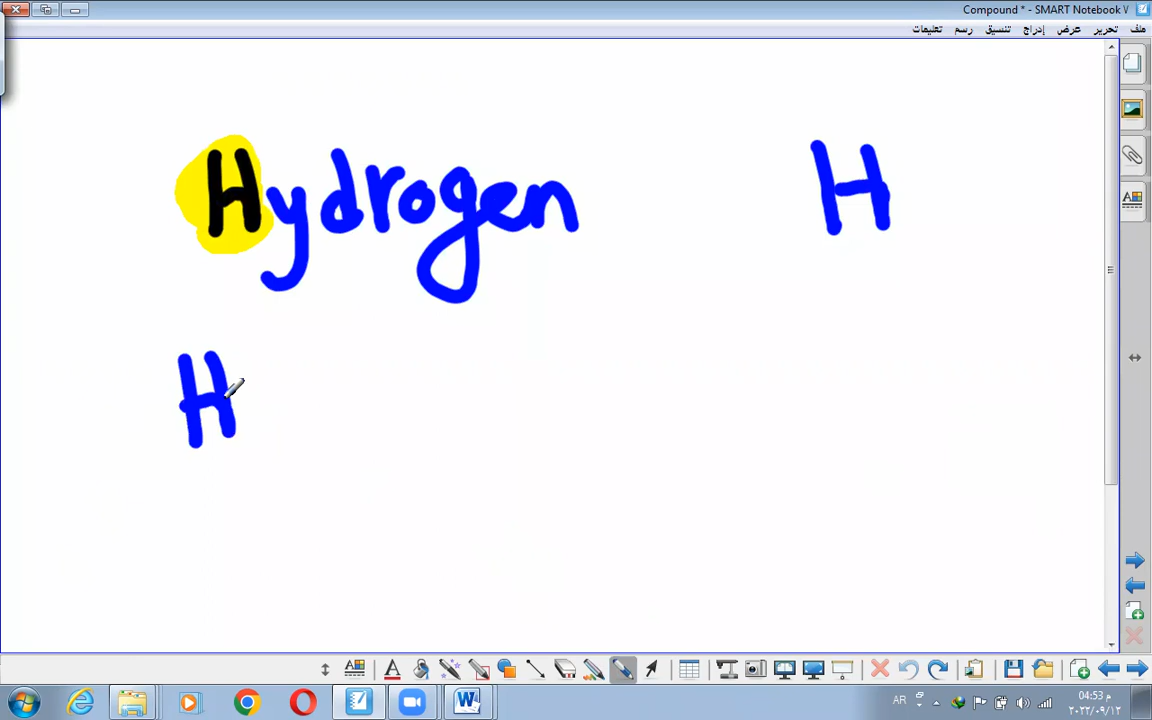 Compound * - SMART Notebook
ملف تحرير عرض إدراج تنسيق رسم تعليمات
Hydrogen H
H
AR
04:53 م
٢٠٢٢/٠٩/١٢